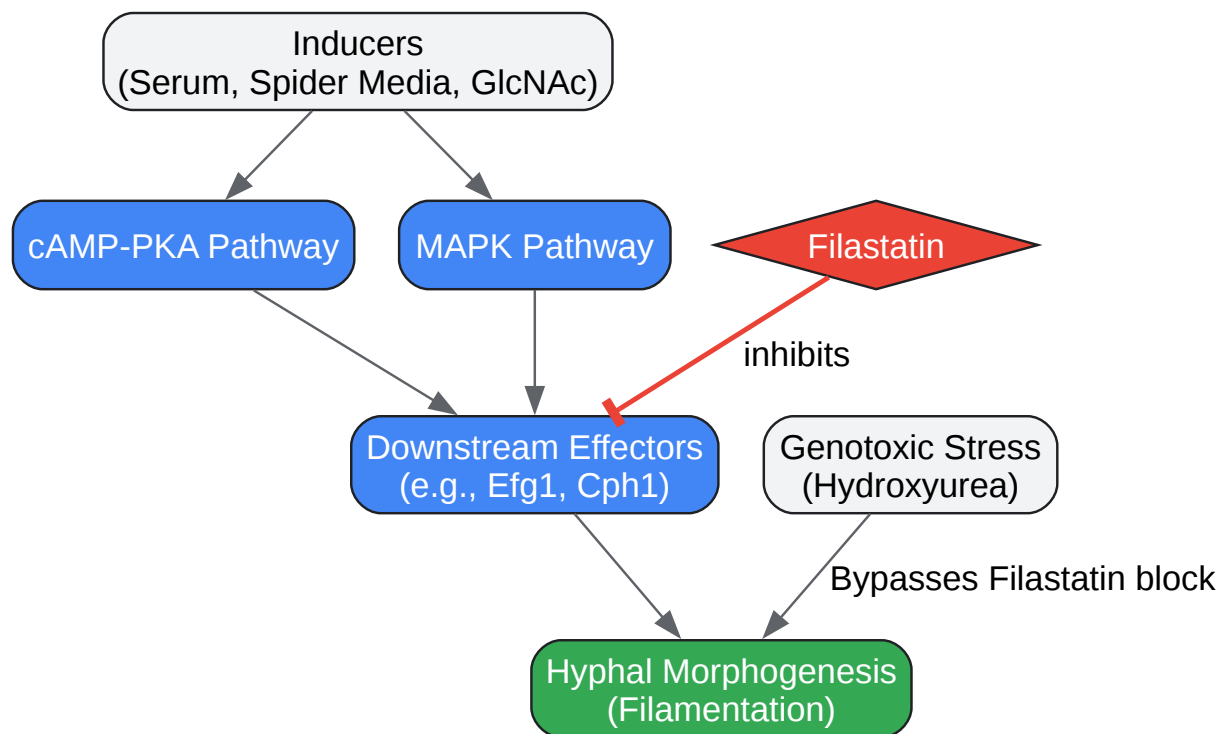 Inducers
(Serum, Spider Media, GlcNAc)
cAMP-PKA Pathway
MAPK Pathway
Filastatin
inhibits
Downstream Effectors
(e.g., Efg1, Cph1)
Genotoxic Stress
(Hydroxyurea)
Bypasses Filastatin block
Hyphal Morphogenesis
(Filamentation)